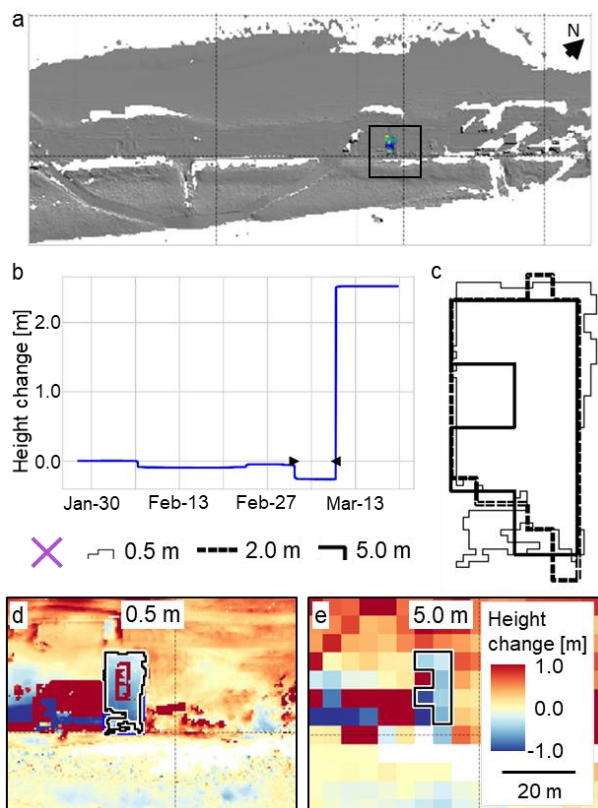 a
N
b
c
Height change [m]
2.0
1.0
0.0
Jan-30 Feb-13 Feb-27 Mar-13
0.5 m 2.0 m 5.0 m
d 0.5 m
e 5.0 m
Height
change [m]
1.0
0.0
-1.0
20 m